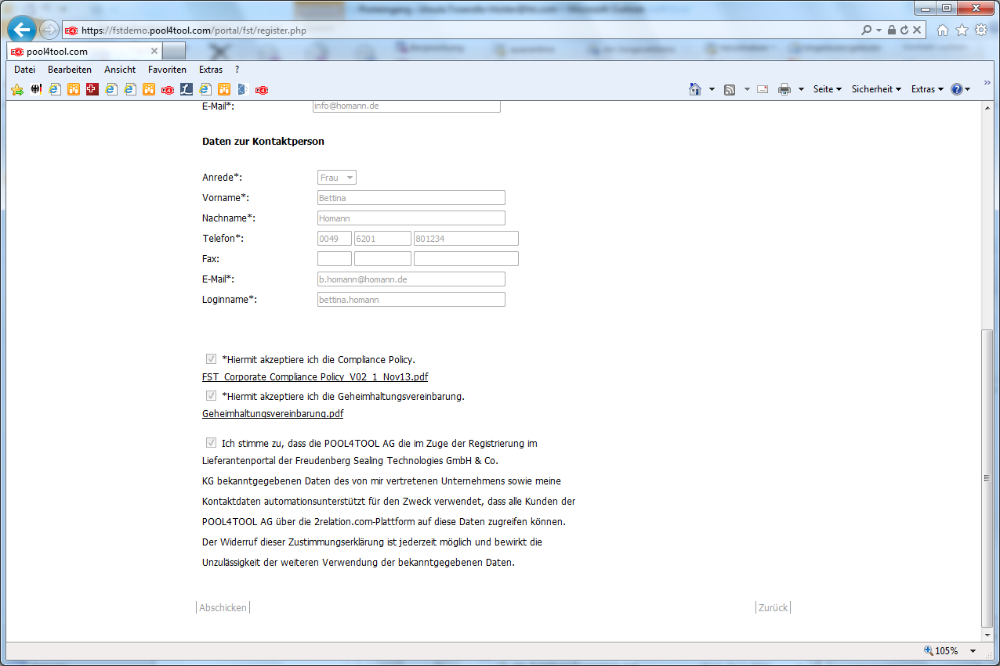 https://fstdemo.pool4tool.com/portal/fst/register.php
pool4tool.com
Datei Bearbeiten Ansicht Favoriten Extras ?
Seite Sicherheit Extras
E-Mail*: info@homann.de
Daten zur Kontaktperson
Anrede*: Frau
Vorname*: Bettina
Nachname*: Homann
Telefon*: 0049 6201 801234
Fax:
E-Mail*: b.homann@homann.de
Loginname*: bettina.homann
*Hiermit akzeptiere ich die Compliance Policy.
FST_Corporate Compliance Policy_V02_1_Nov13.pdf
*Hiermit akzeptiere ich die Geheimhaltungsvereinbarung.
Geheimhaltungsvereinbarung.pdf
Ich stimme zu, dass die POOL4TOOL AG die im Zuge der Registrierung im
Lieferantenportal der Freudenberg Sealing Technologies GmbH & Co.
KG bekanntgegebenen Daten des von mir vertretenen Unternehmens sowie meine
Kontaktdaten automationsunterstützt für den Zweck verwendet, dass alle Kunden der
POOL4TOOL AG über die 2relation.com-Plattform auf diese Daten zugreifen können.
Der Widerruf dieser Zustimmungserklärung ist jederzeit möglich und bewirkt die
Unzulässigkeit der weiteren Verwendung der bekanntgegebenen Daten.
Abschicken Zurück
105%